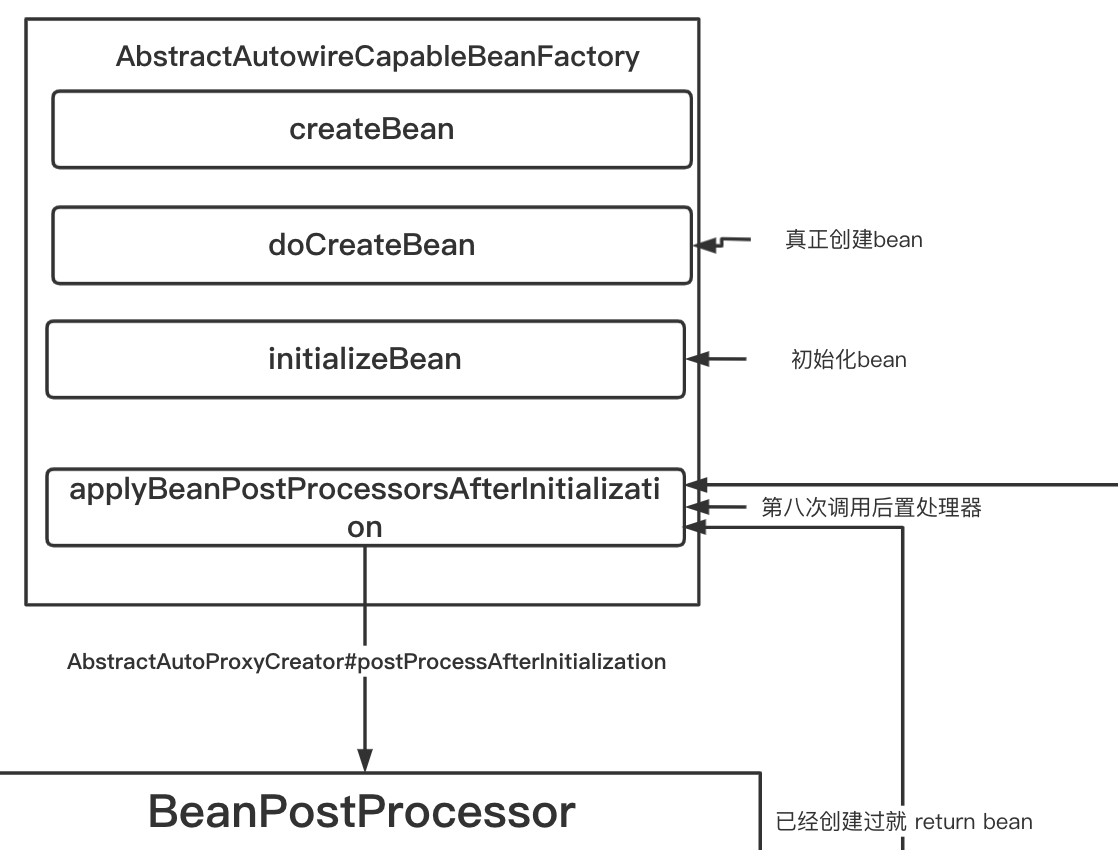 AbstractAutowireCapableBeanFactory
createBean
doCreateBean
真正创建bean
initializeBean
初始化bean
applyBeanPostProcessorsAfterInitializati
on
第八次调用后置处理器
AbstractAutoProxyCreator#postProcessAfterInitialization
BeanPostProcessor
已经创建过就 return bean